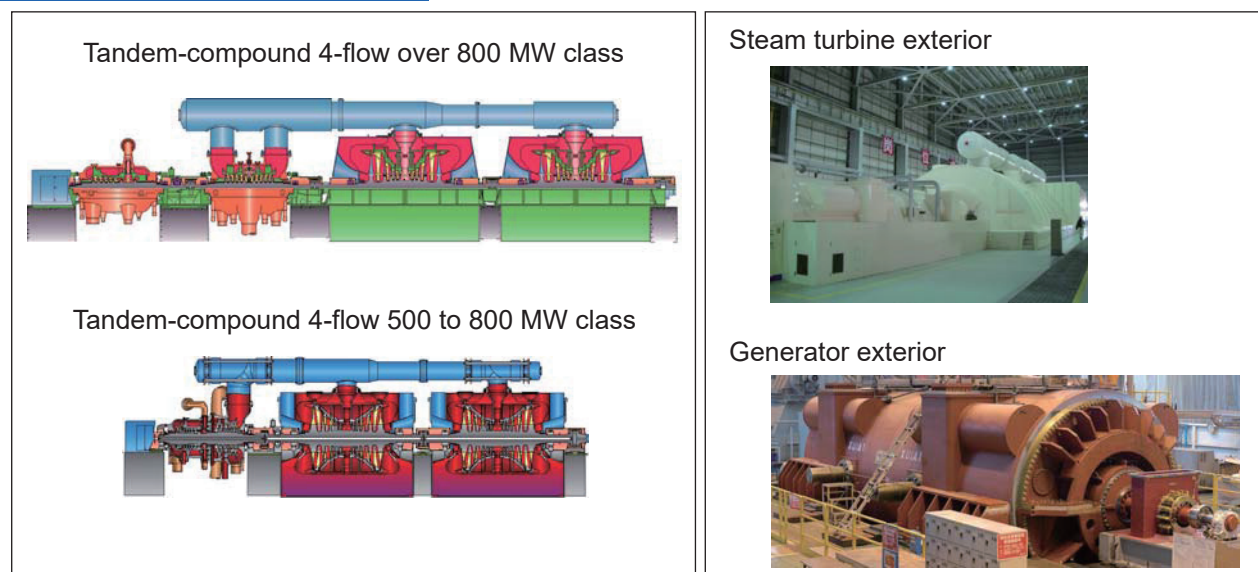 Tandem-compound 4-flow over 800 MW class
Tandem-compound 4-flow 500 to 800 MW class
Steam turbine exterior
Generator exterior